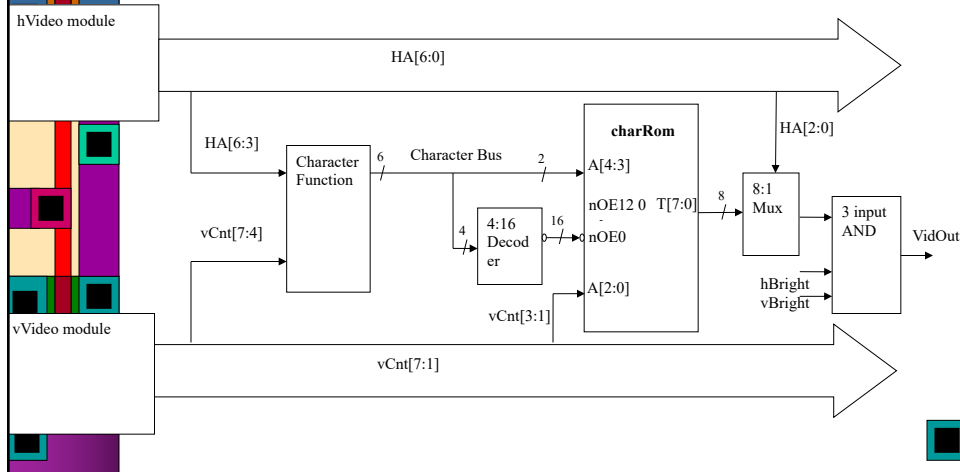 hVideo module
HA[6:0]
HA[6:3]
Character
Function
6
Character Bus
2
charRom
A[4:3]
nOE12 0
-
nOE0
T[7:0]
A[2:0]
HA[2:0]
8
8:1
Mux
3 input
AND
VidOut
hBright
vBright
4
4:16
Decod
er
16
vCnt[7:4]
vCnt[3:1]
vVideo module
vCnt[7:1]